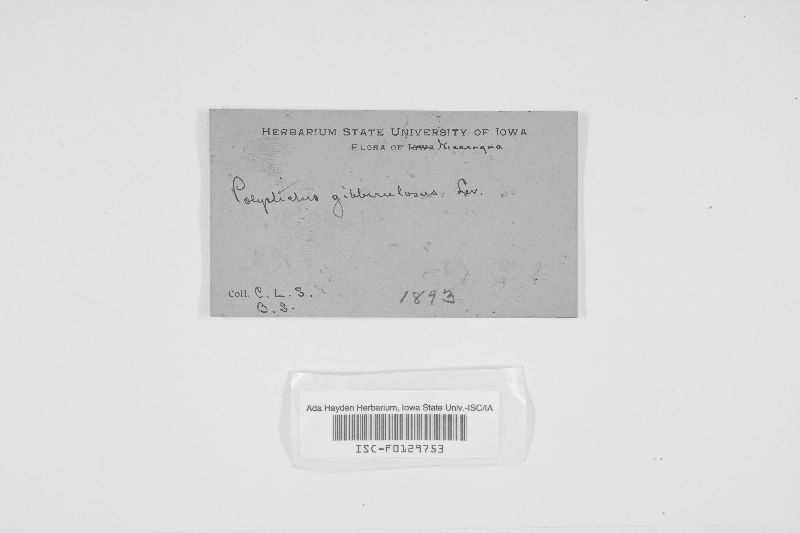 HERBARIUM STATE UNIVERSITY OF IOWA
FLORA OF IOWA Nicaragua
Polystictus gibberulosus. Lev.
Coll. C. L. S.
B. S.
1893
Ada Hayden Herbarium, Iowa State Univ.-ISC/IA
ISC-F0129753